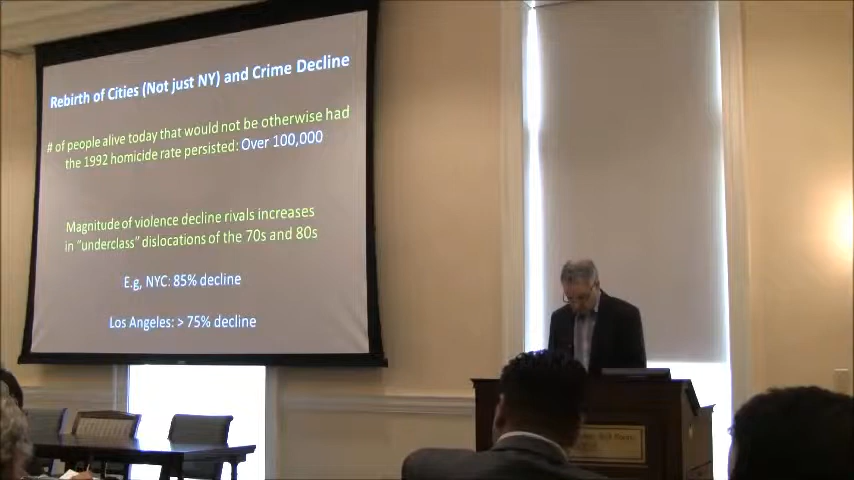 Rebirth of Cities (Not just NY) and Crime Decline
# of people alive today that would not be otherwise had
the 1992 homicide rate persisted: Over 100,000
Magnitude of violence decline rivals increases
in "underclass" dislocations of the 70s and 80s
E.g, NYC: 85% decline
Los Angeles: > 75% decline